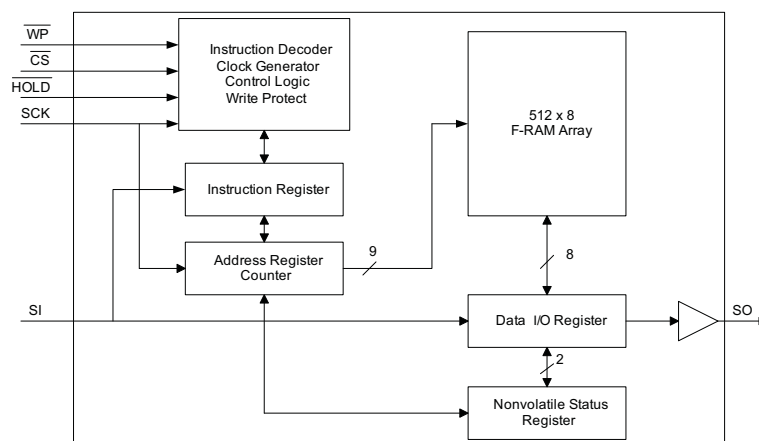 WP
CS
HOLD
SCK
Instruction Decoder
Clock Generator
Control Logic
Write Protect
512 x 8
F-RAM Array
Instruction Register
Address Register
Counter
9
8
SI
Data I/O Register
SO
2
Nonvolatile Status
Register